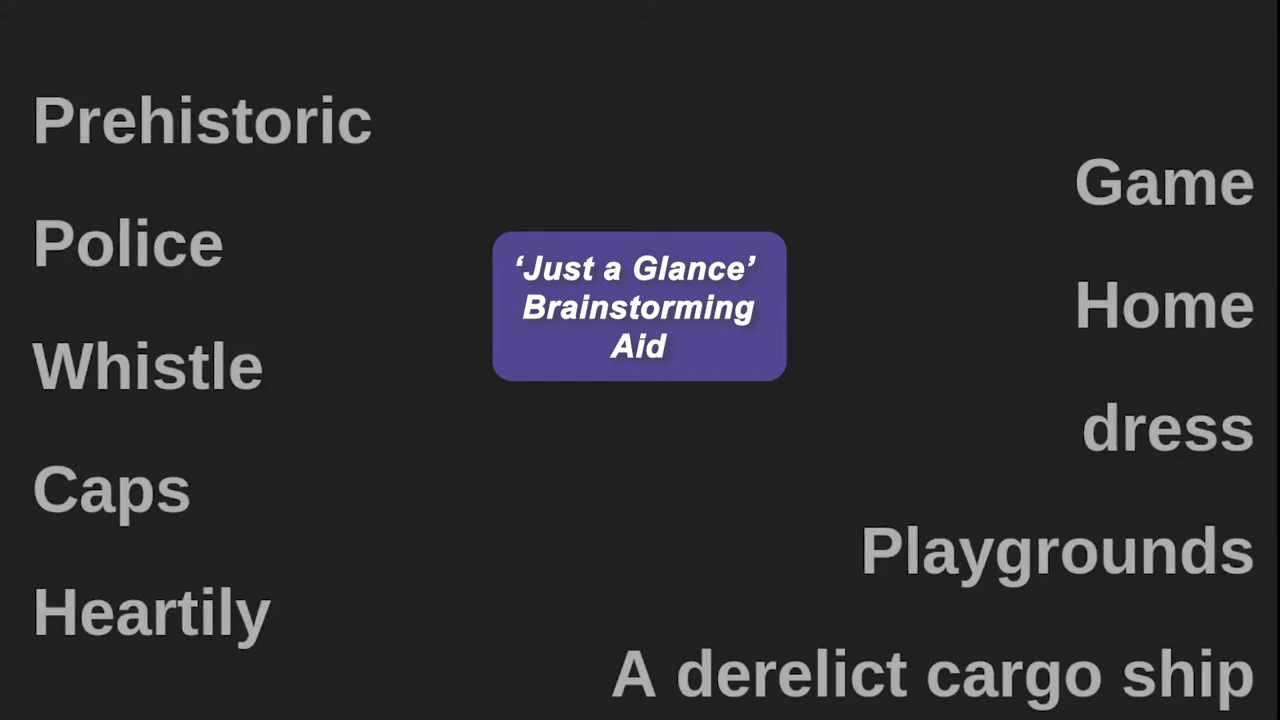 Prehistoric
Game
Police
‘Just a Glance’
Brainstorming
Aid
Home
Whistle
dress
Caps
Playgrounds
Heartily
A derelict cargo ship